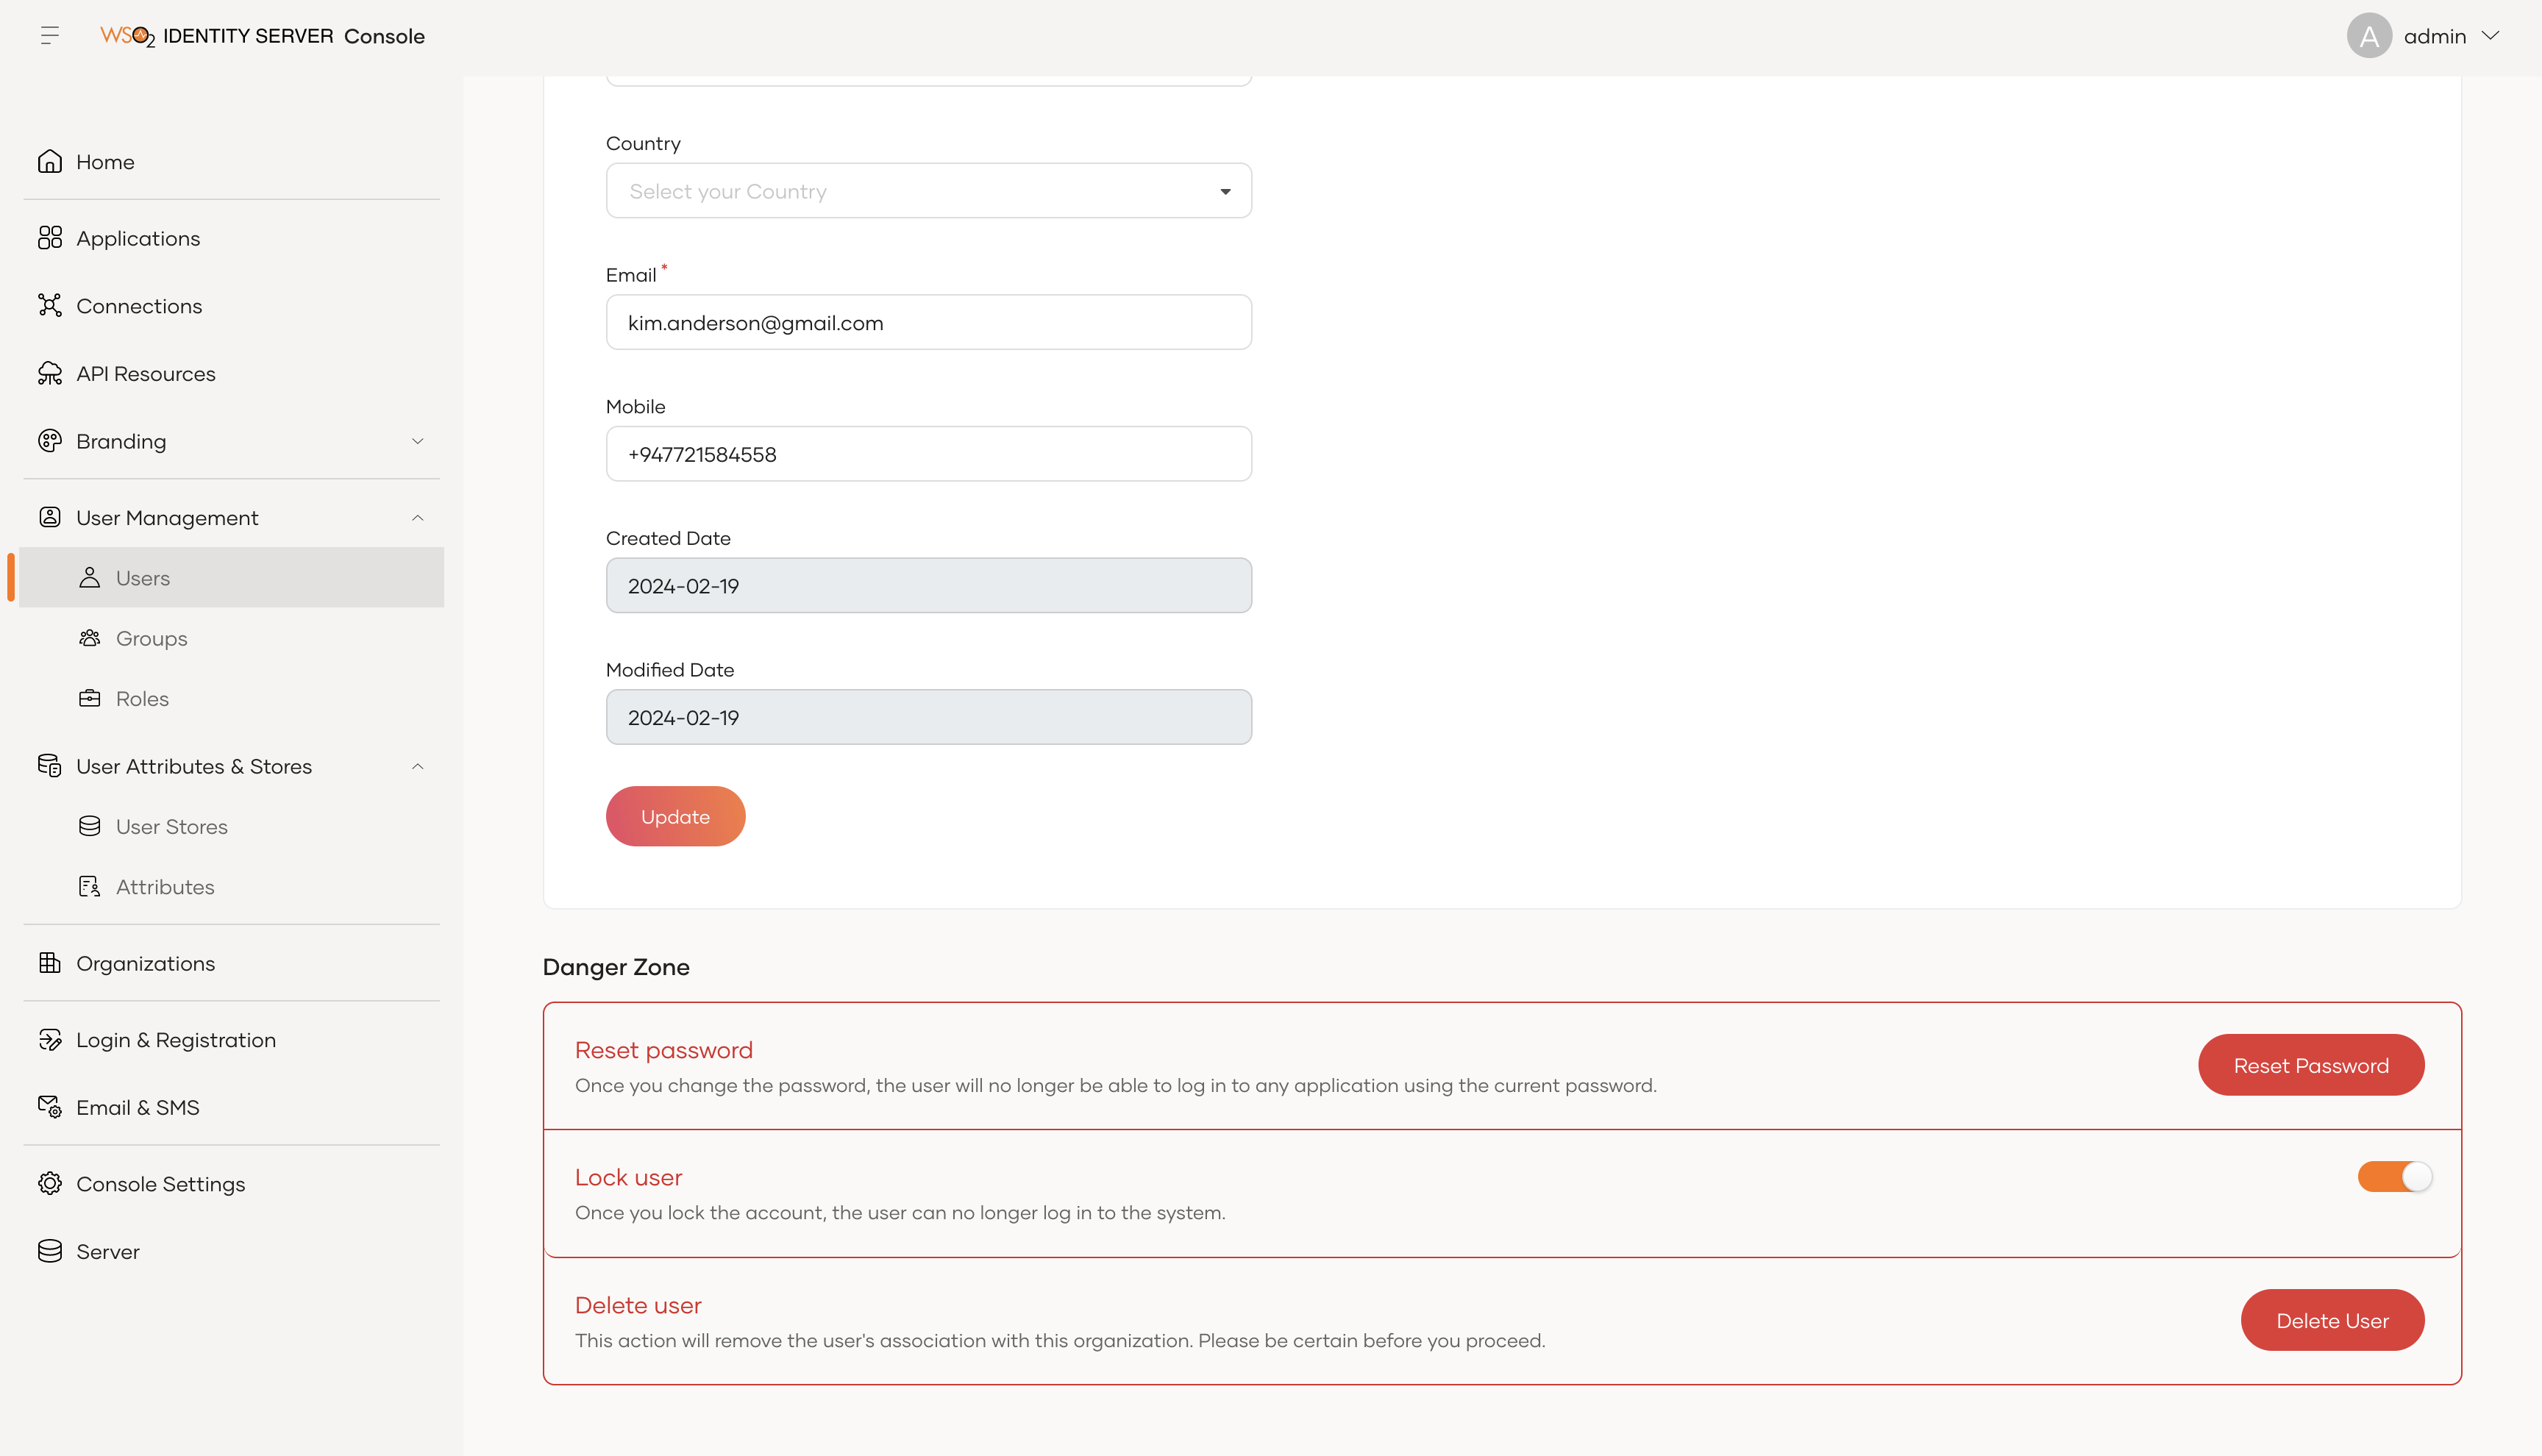 WSO2 IDENTITY SERVER Console
A admin
Home
Applications
Connections
API Resources
Branding
User Management
Users
Groups
Roles
User Attributes & Stores
User Stores
Attributes
Organizations
Login & Registration
Email & SMS
Console Settings
Server
Country
Select your Country
Email *
kim.anderson@gmail.com
Mobile
+947721584558
Created Date
2024-02-19
Modified Date
2024-02-19
Update
Danger Zone
Reset password
Once you change the password, the user will no longer be able to log in to any application using the current password.
Reset Password
Lock user
Once you lock the account, the user can no longer log in to the system.
Delete user
This action will remove the user's association with this organization. Please be certain before you proceed.
Delete User